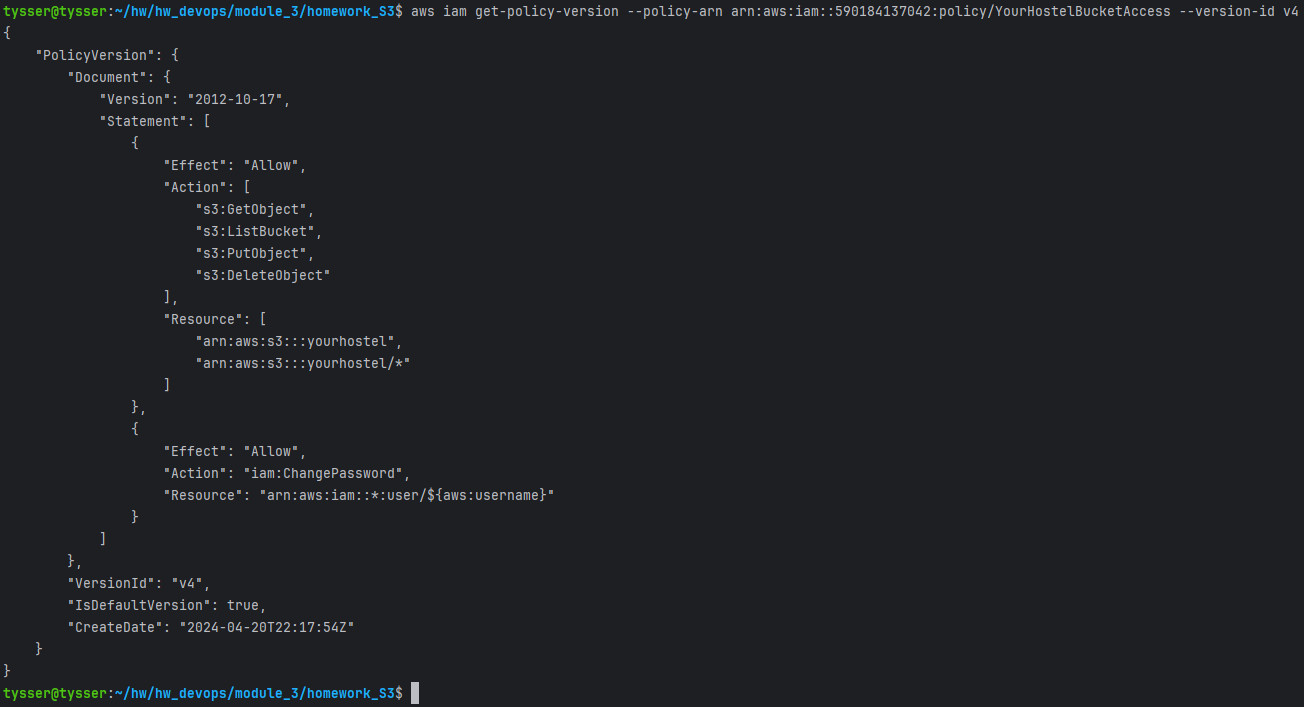 tysser@tysser:~/hw/hw_devops/module_3/homework_S3$ aws iam get-policy-version --policy-arn arn:aws:iam::590184137042:policy/YourHostelBucketAccess --version-id v4
{
    "PolicyVersion": {
        "Document": {
            "Version": "2012-10-17",
            "Statement": [
                {
                    "Effect": "Allow",
                    "Action": [
                        "s3:GetObject",
                        "s3:ListBucket",
                        "s3:PutObject",
                        "s3:DeleteObject"
                    ],
                    "Resource": [
                        "arn:aws:s3:::yourhostel",
                        "arn:aws:s3:::yourhostel/*"
                    ]
                },
                {
                    "Effect": "Allow",
                    "Action": "iam:ChangePassword",
                    "Resource": "arn:aws:iam::*:user/${aws:username}"
                }
            ]
        },
        "VersionId": "v4",
        "IsDefaultVersion": true,
        "CreateDate": "2024-04-20T22:17:54Z"
    }
}
tysser@tysser:~/hw/hw_devops/module_3/homework_S3$